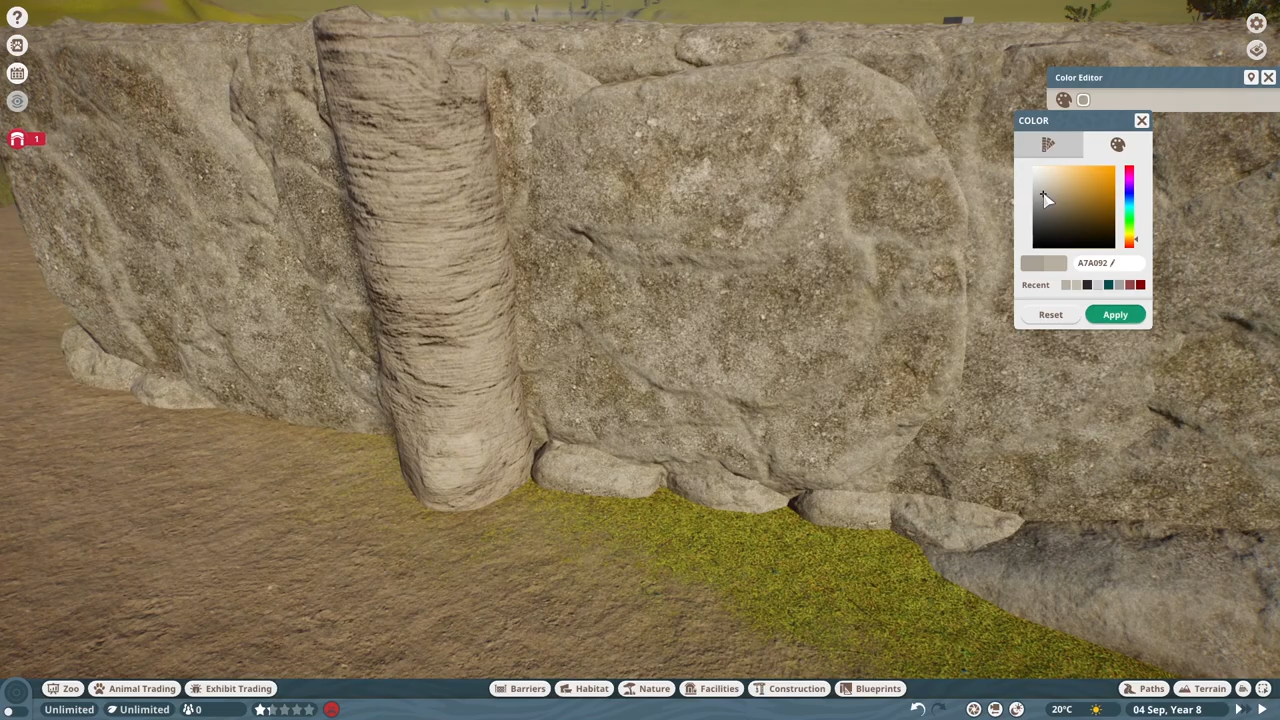 ?
1
Color Editor
COLOR
A7A092
Recent
Reset
Apply
Zoo
Animal Trading
Exhibit Trading
Barriers
Habitat
Nature
Facilities
Construction
Blueprints
Paths
Terrain
Unlimited
Unlimited
0
20°C
04 Sep, Year 8